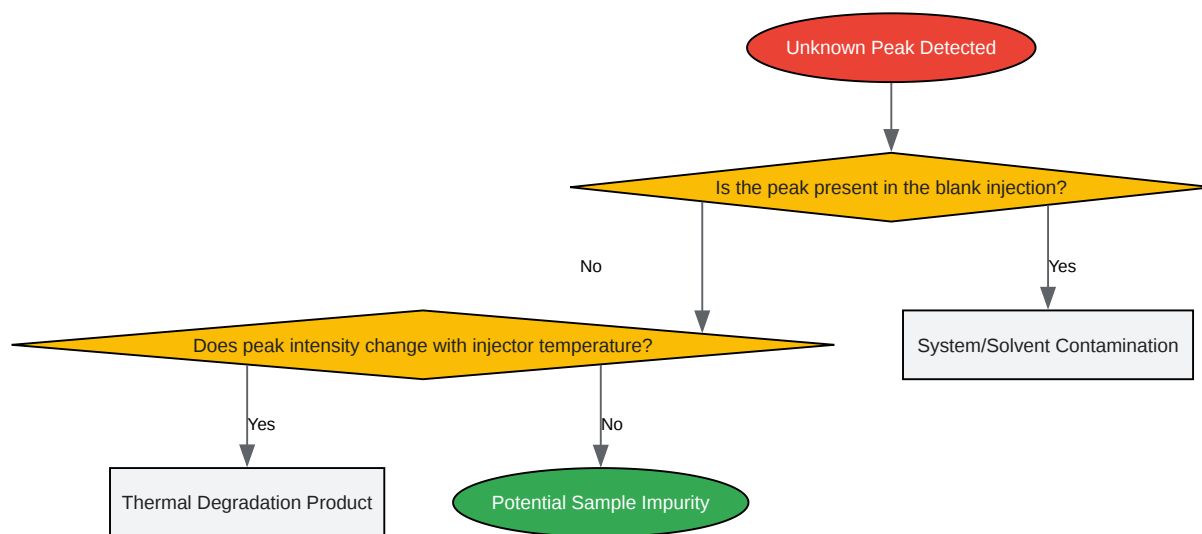 Unknown Peak Detected
Is the peak present in the blank injection?
No
Yes
Does peak intensity change with injector temperature?
System/Solvent Contamination
Yes
No
Thermal Degradation Product
Potential Sample Impurity